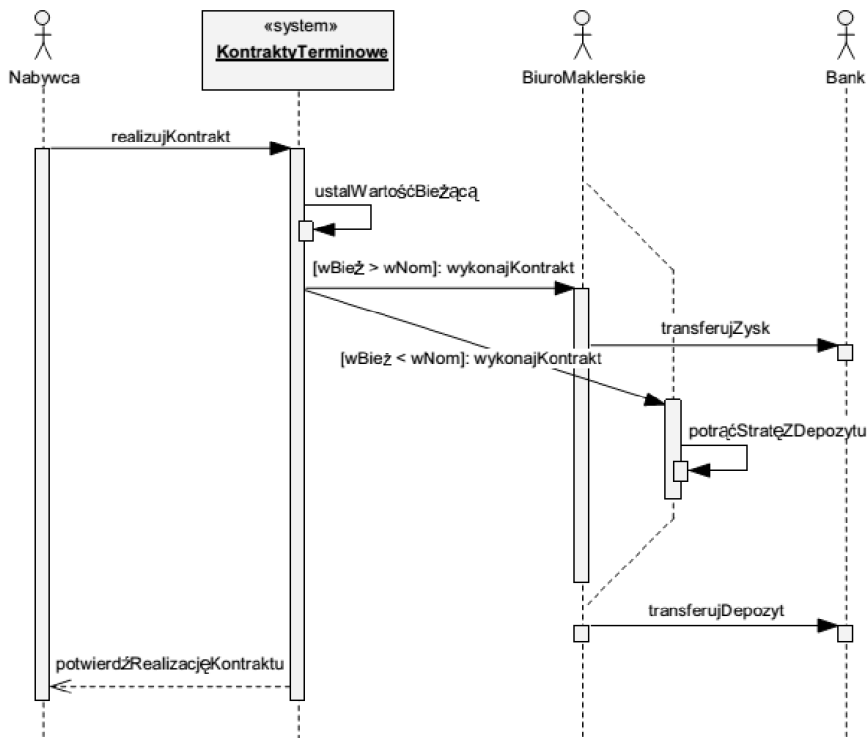 «system»
KontraktyTerminowe
Nabywca
BiuroMaklerskie
Bank
realizujKontrakt
ustalWartośćBieżącą
[wBież > wNom]: wykonajKontrakt
transferujZysk
[wBież < wNom]: wykonajKontrakt
potrąćStratęZDepozytu
transferujDepozyt
potwierdźRealizacjęKontraktu